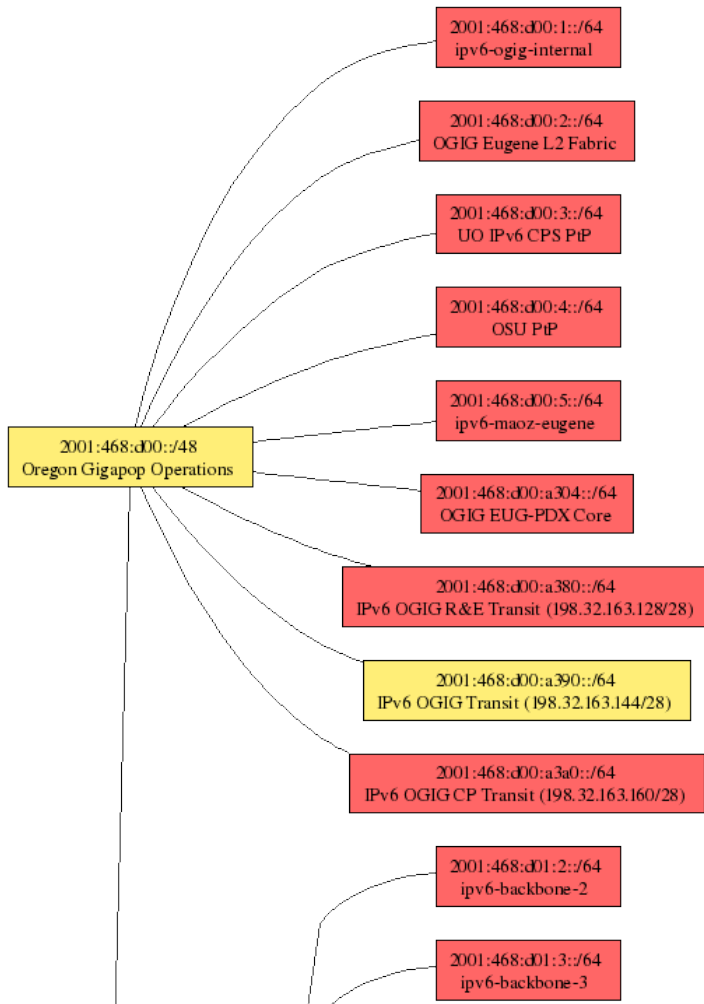 2001:468:d00:1::/64
ipv6-ogig-internal
2001:468:d00:2::/64
OGIG Eugene L2 Fabric
2001:468:d00:3::/64
UO IPv6 CPS PtP
2001:468:d00:4::/64
OSU PtP
2001:468:d00:5::/64
ipv6-maoz-eugene
2001:468:d00::/48
Oregon Gigapop Operations
2001:468:d00:a304::/64
OGIG EUG-PDX Core
2001:468:d00:a380::/64
IPv6 OGIG R&E Transit (198.32.163.128/28)
2001:468:d00:a390::/64
IPv6 OGIG Transit (198.32.163.144/28)
2001:468:d00:a3a0::/64
IPv6 OGIG CP Transit (198.32.163.160/28)
2001:468:d01:2::/64
ipv6-backbone-2
2001:468:d01:3::/64
ipv6-backbone-3